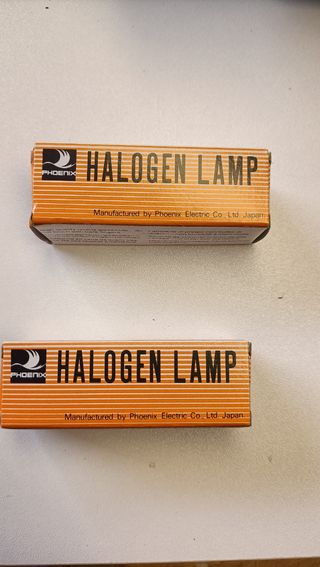 PHOENIX
HALOGEN LAMP
Manufactured by Phoenix Electric Co., Ltd. Japan.
PHOENIX
HALOGEN LAMP
Manufactured by Phoenix Electric Co., Ltd. Japan.